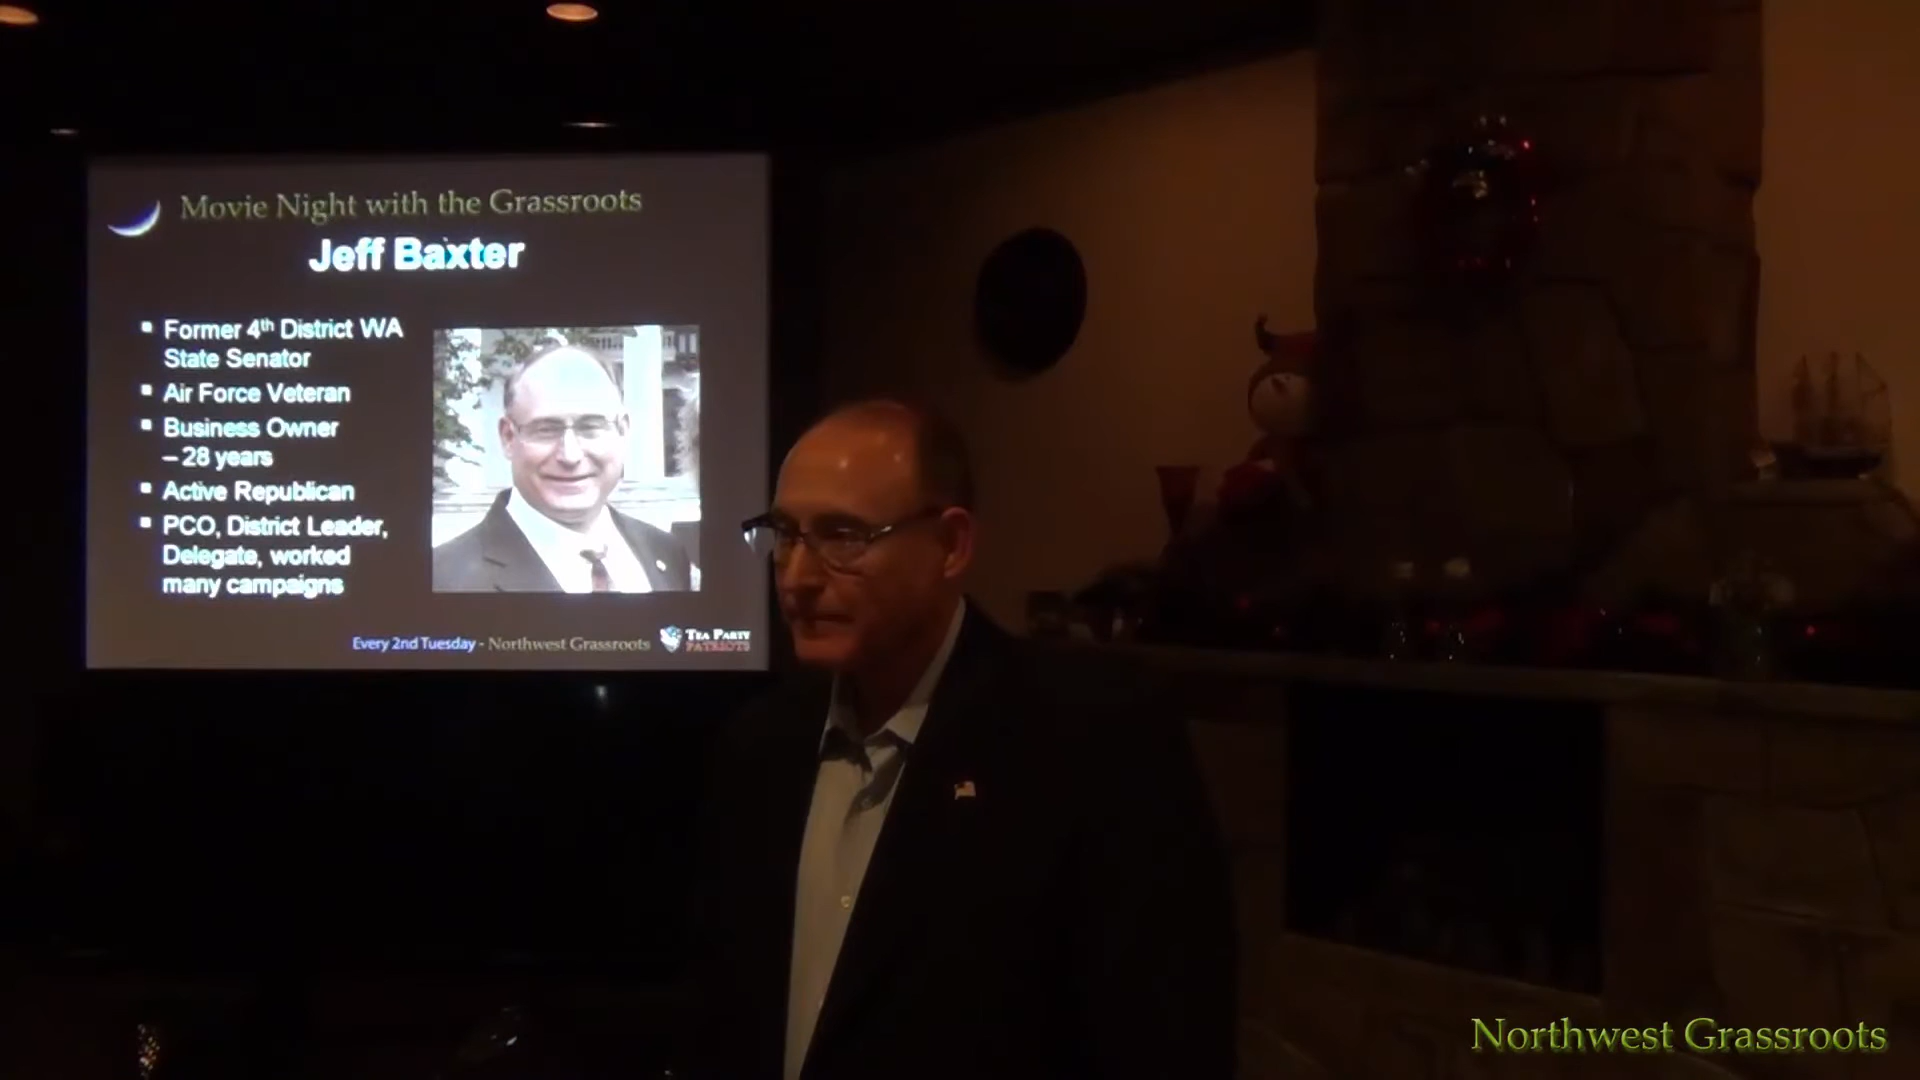 Movie Night with the Grassroots
Jeff Baxter
Former 4th District WA
State Senator
Air Force Veteran
Business Owner
– 28 years
Active Republican
PCO, District Leader,
Delegate, worked
many campaigns
Every 2nd Tuesday - Northwest Grassroots
TEA PARTY
PATRIOTS
Northwest Grassroots